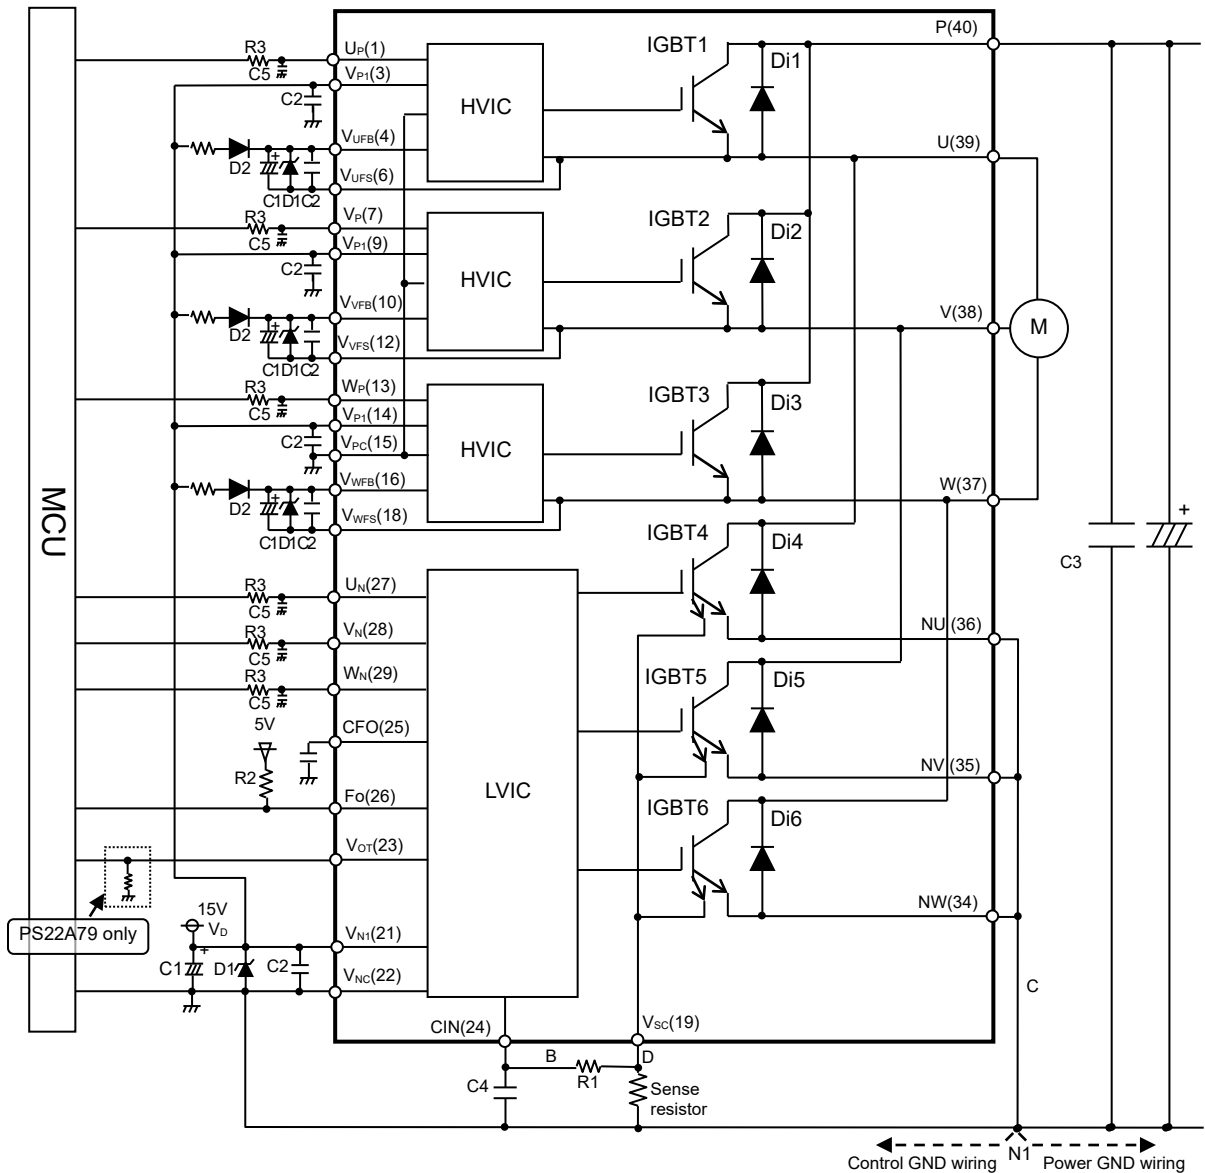 IGBT1
P(40)
R3
UP(1)
Di1
C5
VP1(3)
C2
HVIC
D2
VUFB(4)
U(39)
VUFS(6)
C1D1C2
IGBT2
R3
VP(7)
Di2
C5
VP1(9)
C2
HVIC
D2
VVFB(10)
V(38)
M
VVFS(12)
C1D1C2
IGBT3
R3
WP(13)
Di3
C5
VP1(14)
C2
VPC(15)
HVIC
D2
VWFB(16)
W(37)
VWFS(18)
C1D1C2
+
MCU
IGBT4
Di4
C3
R3
UN(27)
C5
NU (36)
R3
VN(28)
C5
R3
WN(29)
C5
IGBT5
Di5
5V
CFO(25)
R2
NV (35)
LVIC
Fo(26)
IGBT6
Di6
VOT(23)
NW(34)
PS22A79 only
15V
VD
+
VN1(21)
C1
D1
C2
VNC(22)
C
CIN(24)
VSC(19)
B
D
C4
R1
Sense
resistor
N1
Control GND wiring
Power GND wiring